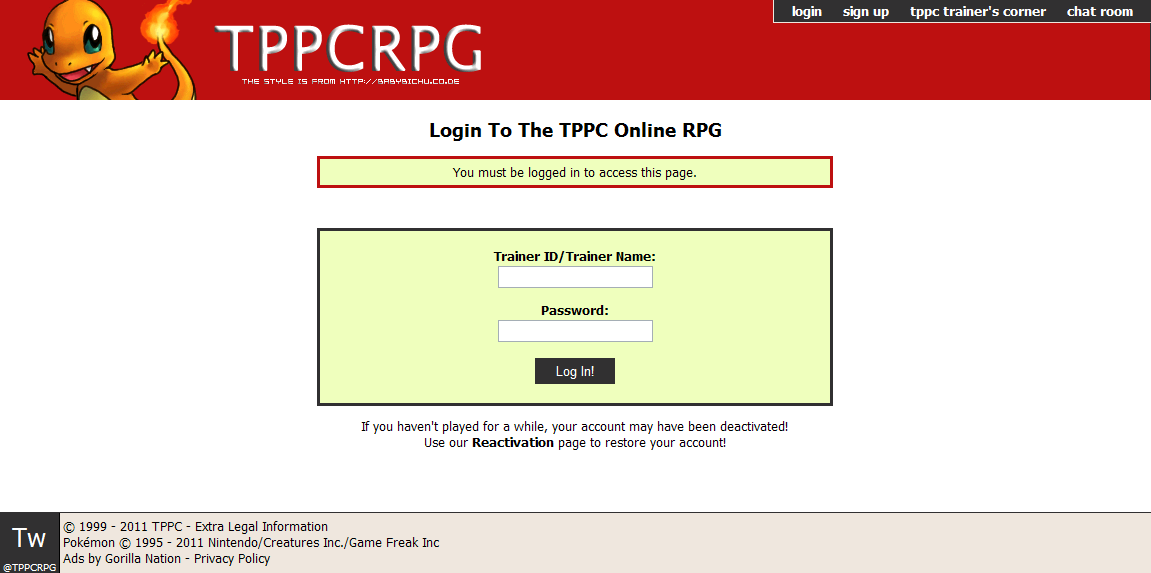 login sign up tppc trainer's corner chat room
TPPCRPG
THE STYLE IS FROM HTTP://BABYBICHU.CO.DE
Login To The TPPC Online RPG
You must be logged in to access this page.
Trainer ID/Trainer Name:
Password:
Log In!
If you haven't played for a while, your account may have been deactivated!
Use our Reactivation page to restore your account!
Tw
@TPPCRPG
© 1999 - 2011 TPPC - Extra Legal Information
Pokémon © 1995 - 2011 Nintendo/Creatures Inc./Game Freak Inc
Ads by Gorilla Nation - Privacy Policy